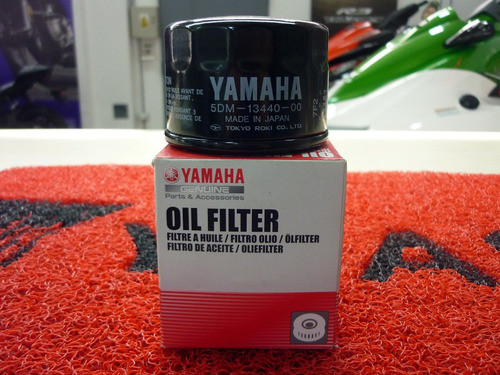 YAMAHA
5DM-13440-00
MADE IN JAPAN
TOKYO ROKI CO., LTD.
YAMAHA
GENUINE
Parts & Accessories
OIL FILTER
FILTRE A HUILE / FILTRO OLIO / ÖLFILTER
FILTRO DE ACEITE / OLIEFILTER